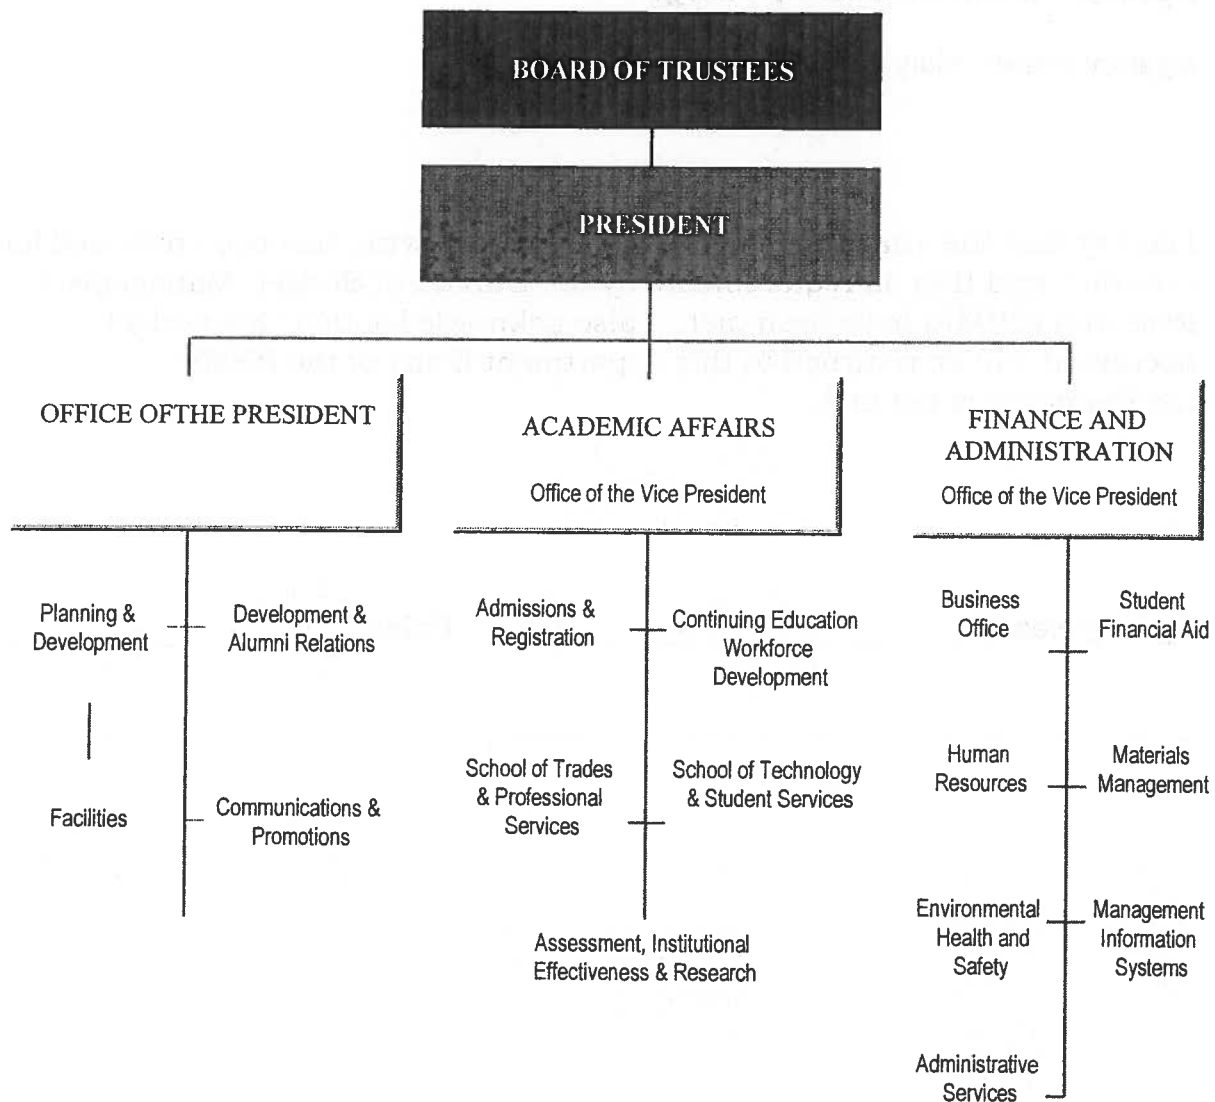 BOARD OF TRUSTEES
PRESIDENT
OFFICE OFTHE PRESIDENT
Planning &
Development
Development &
Alumni Relations
Facilities
Communications &
Promotions
ACADEMIC AFFAIRS
Office of the Vice President
Admissions &
Registration
Continuing Education
Workforce
Development
School of Trades
& Professional
Services
School of Technology
& Student Services
Assessment, Institutional
Effectiveness & Research
FINANCE AND
ADMINISTRATION
Office of the Vice President
Business
Office
Student
Financial Aid
Human
Resources
Materials
Management
Environmental
Health and
Safety
Management
Information
Systems
Administrative
Services